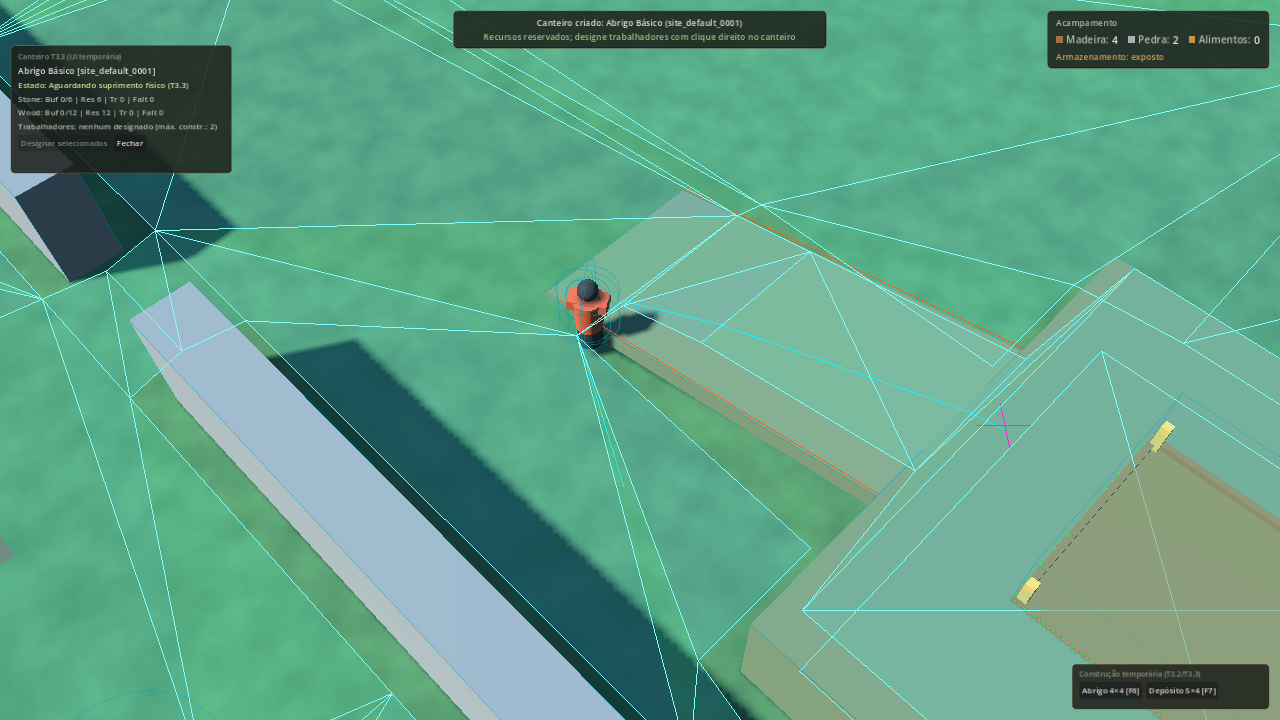 Canteiro criado: Abrigo Básico (site_default_0001)
Recursos reservados; designe trabalhadores com clique direito no canteiro
Acampamento
Madeira: 4 Pedra: 2 Alimentos: 0
Armazenamento: exposto
Canteiro T3.3 (UI temporária)
Abrigo Básico [site_default_0001]
Estado: Aguardando suprimento físico (T3.3)
Stone: Buf 0/6 | Res 6 | Tr 0 | Falt 0
Wood: Buf 0/12 | Res 12 | Tr 0 | Falt 0
Trabalhadores: nenhum designado (máx. constr.: 2)
Designar selecionados Fechar
Construção temporária (T3.2/T3.3)
Abrigo 4×4 [F6] Depósito 5×4 [F7]